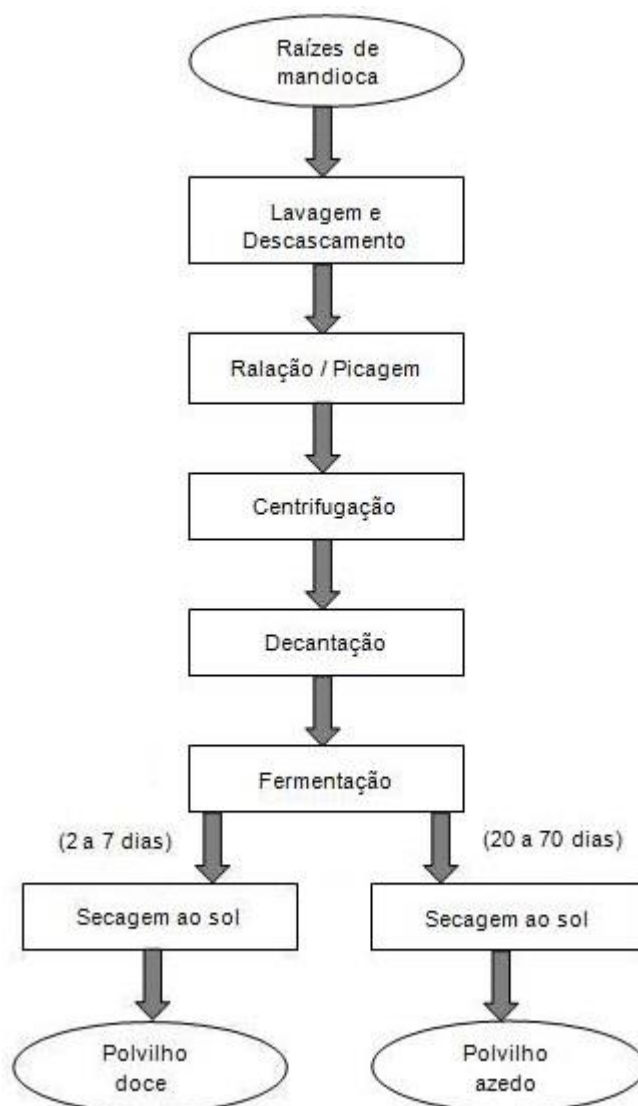 Raízes de
mandioca
Lavagem e
Descascamento
Ralação / Picagem
Centrifugação
Decantação
Fermentação
(2 a 7 dias)
(20 a 70 dias)
Secagem ao sol
Secagem ao sol
Polvilho
doce
Polvilho
azedo